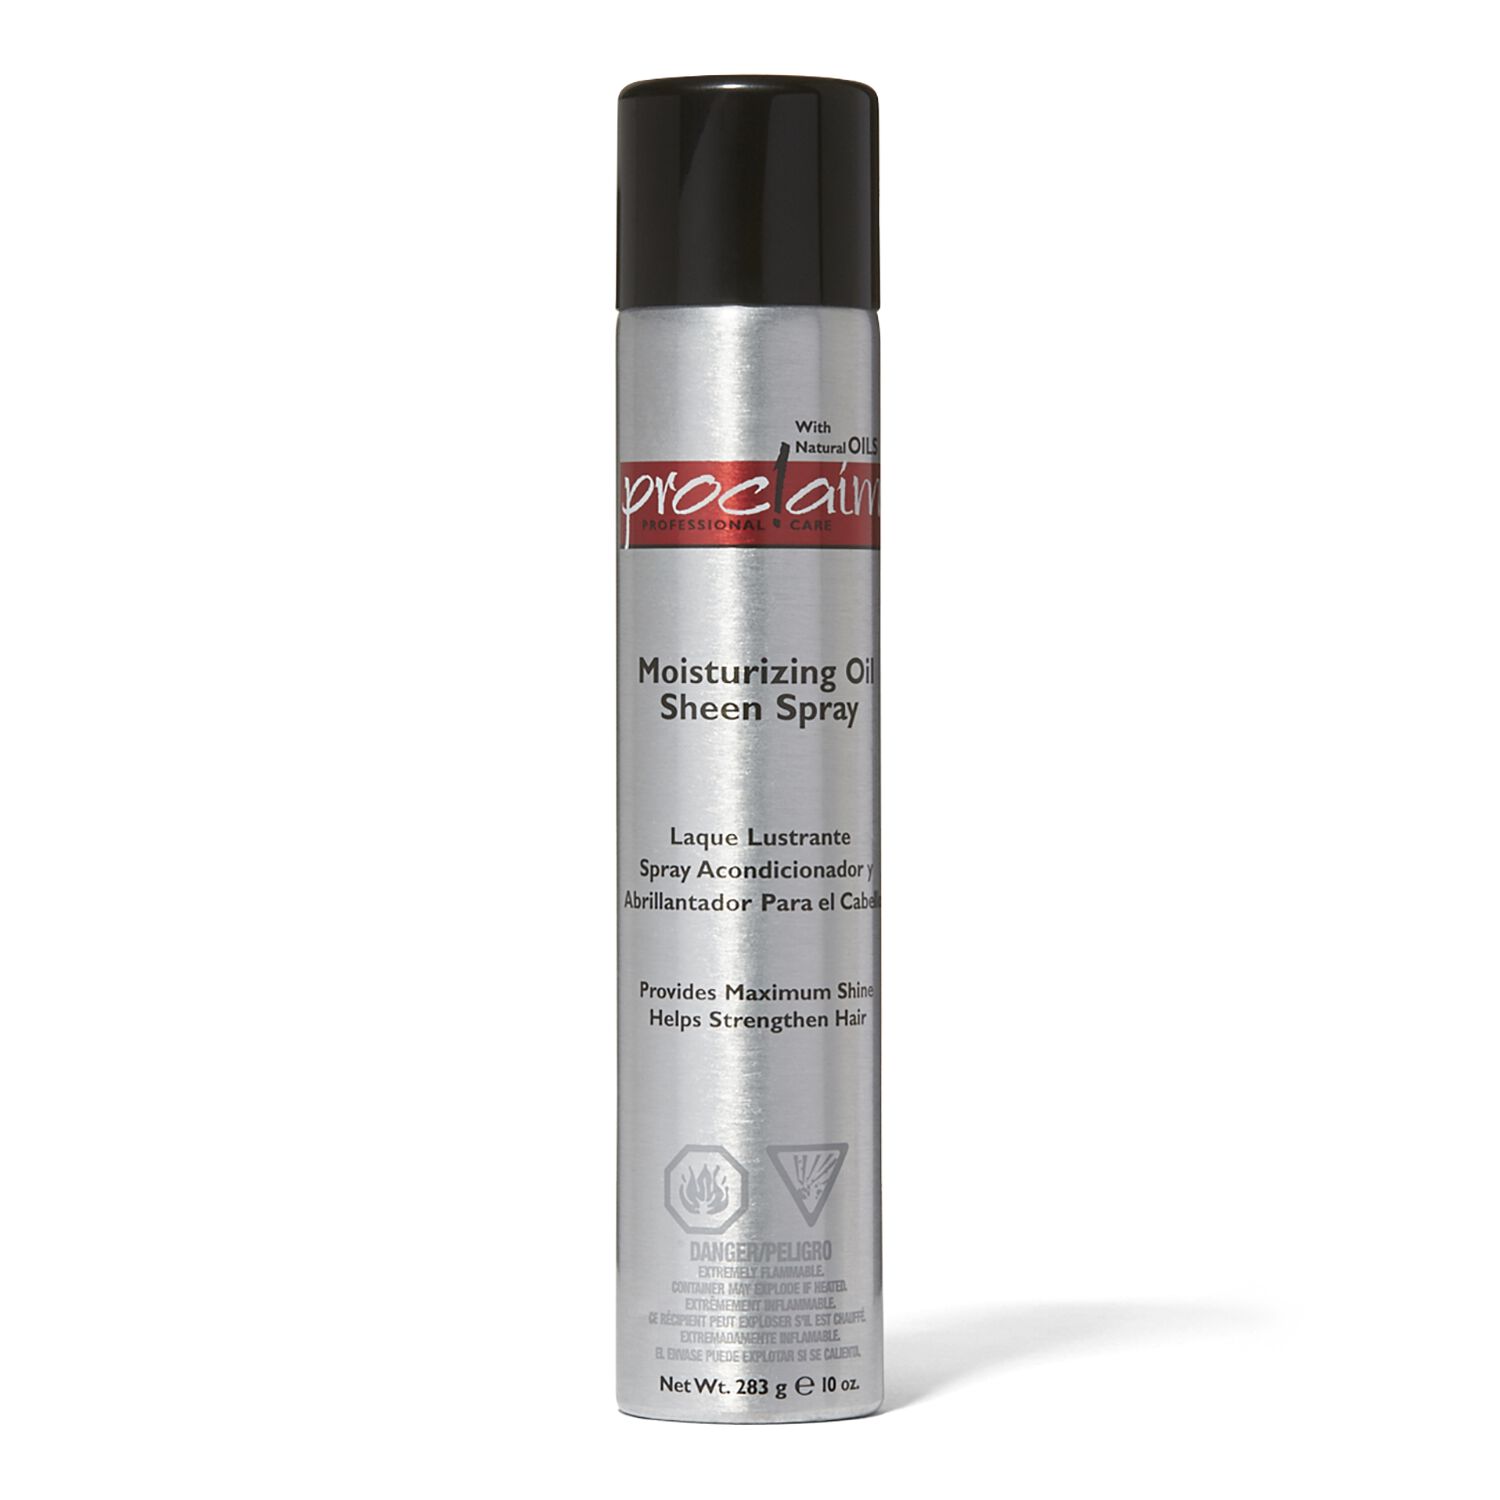 With
Natural OILS
proclaim
PROFESSIONAL CARE
Moisturizing Oil
Sheen Spray
Laque Lustrante
Spray Acondicionador y
Abrillantador Para el Cabello
Provides Maximum Shine
Helps Strengthen Hair
DANGER/PELIGRO
EXTREMELY FLAMMABLE.
CONTAINER MAY EXPLODE IF HEATED.
EXTRÊMEMENT INFLAMMABLE.
CE RÉCIPIENT PEUT EXPLOSER S'IL EST CHAUFFÉ.
EXTREMADAMENTE INFLAMABLE.
EL ENVASE PUEDE EXPLOTAR SI SE CALIENTA.
Net Wt. 283 g ℮ 10 oz.